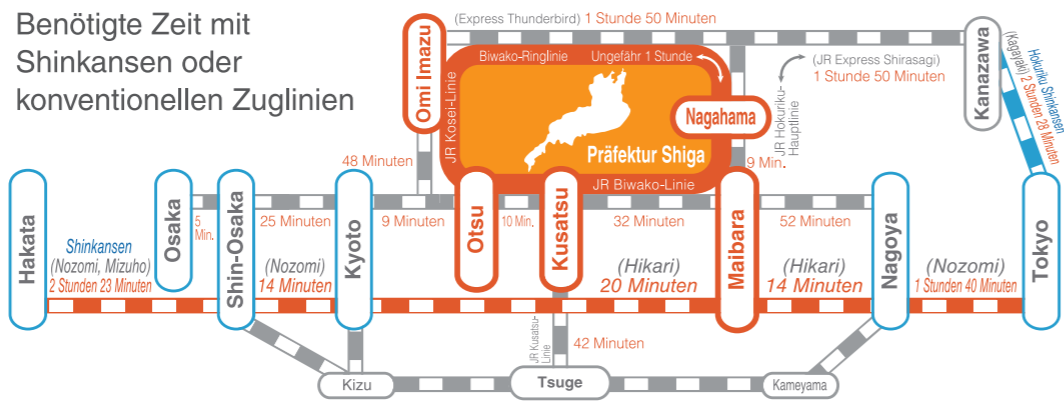 Benötigte Zeit mit
Shinkansen oder
konventionellen Zuglinien
(Express Thunderbird) 1 Stunde 50 Minuten
Omi Imazu
Biwako-Ringlinie
Ungefähr 1 Stunde
JR Kosei-Linie
Nagahama
Präfektur Shiga
JR Biwako-Linie
JR Hokuriku-
Hauptlinie
(JR Express Shirasagi)
1 Stunde 50 Minuten
Kanazawa
Hokuriku Shinkansen
(Kagayaki) 2 Stunden 28 Minuten
48 Minuten
9 Min.
Hakata
Osaka
5
Min.
Shin-Osaka
25 Minuten
Kyoto
9 Minuten
Otsu
10 Min.
Kusatsu
32 Minuten
Maibara
52 Minuten
Nagoya
Tokyo
Shinkansen
(Nozomi, Mizuho)
2 Stunden 23 Minuten
(Nozomi)
14 Minuten
(Hikari)
20 Minuten
(Hikari)
14 Minuten
(Nozomi)
1 Stunden 40 Minuten
JR Kusatsu-
Linie
42 Minuten
Kizu
Tsuge
Kameyama